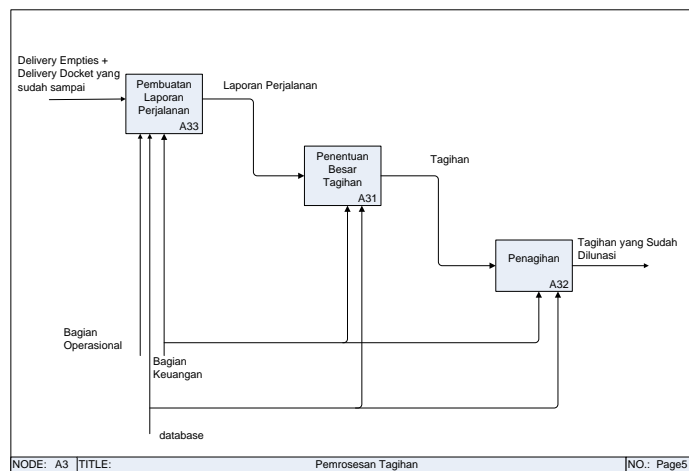 Delivery Empties +
Delivery Docket yang
sudah sampai
Pembuatan
Laporan
Perjalanan
A33
Laporan Perjalanan
Penentuan
Besar
Tagihan
A31
Tagihan
Penagihan
A32
Tagihan yang Sudah
Dilunasi
Bagian
Operasional
Bagian
Keuangan
database
NODE: A3 TITLE: Pemrosesan Tagihan NO.: Page5